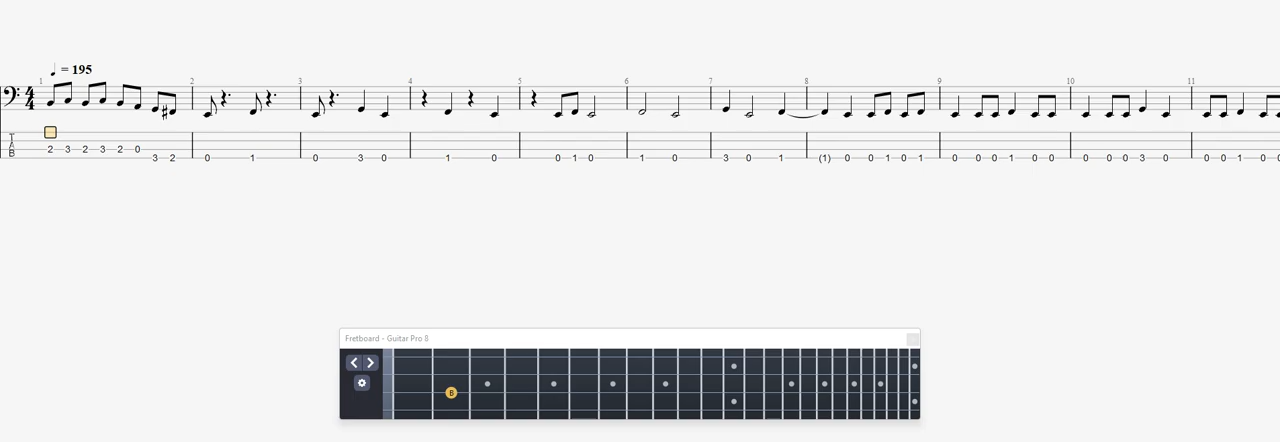 = 195
1 2 3 4 5 6 7 8 9 10 11
4
4
T
A
B
2 3 2 3 2 0 3 2 0 1 0 3 0 1 0 0 1 0 1 0 3 0 1 (1) 0 0 1 0 1 0 0 0 1 0 0 0 0 0 3 0 0 0 1 0 0
Fretboard - Guitar Pro 8
B